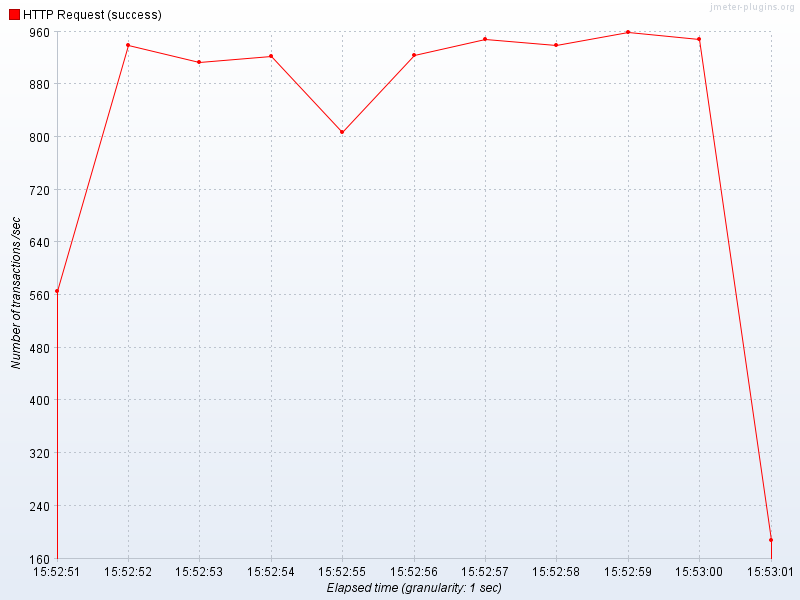 jmeter-plugins.org
HTTP Request (success)
960
880
800
720
640
560
480
400
320
240
160
Number of transactions /sec
15:52:51 15:52:52 15:52:53 15:52:54 15:52:55 15:52:56 15:52:57 15:52:58 15:52:59 15:53:00 15:53:01
Elapsed time (granularity: 1 sec)